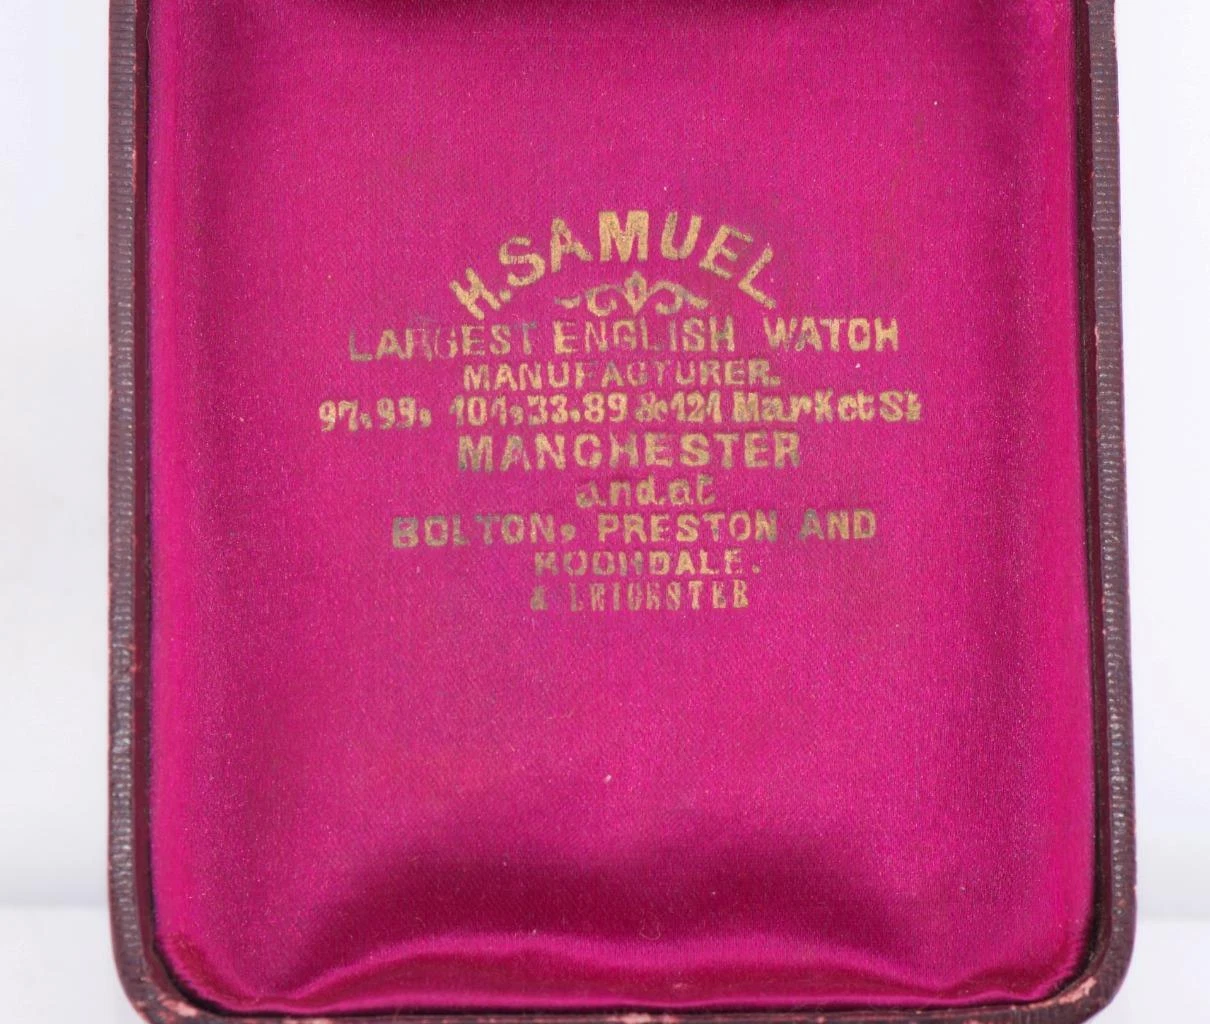 H. SAMUEL
LARGEST ENGLISH WATCH
MANUFACTURER.
97, 99, 101, 33, 89 & 121 Market St
MANCHESTER
and at
BOLTON, PRESTON AND
ROCHDALE.
& LEICESTER